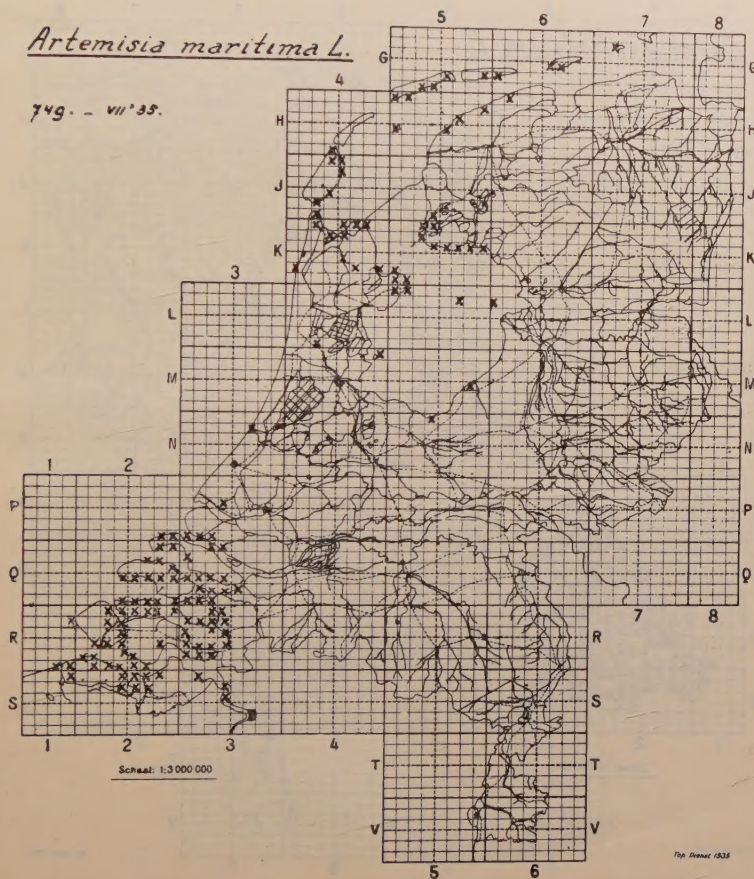 Artemisia maritima L.
749. - VII '35.
5 6 7 8
G G
4
H H
J J
K K
3
L L
M M
N N
1 2
P P
Q Q
7 8
R R
S S
1 2 3 4
Schaal: 1:3 000 000
T T
V V
5 6
Top. Dienst 1935